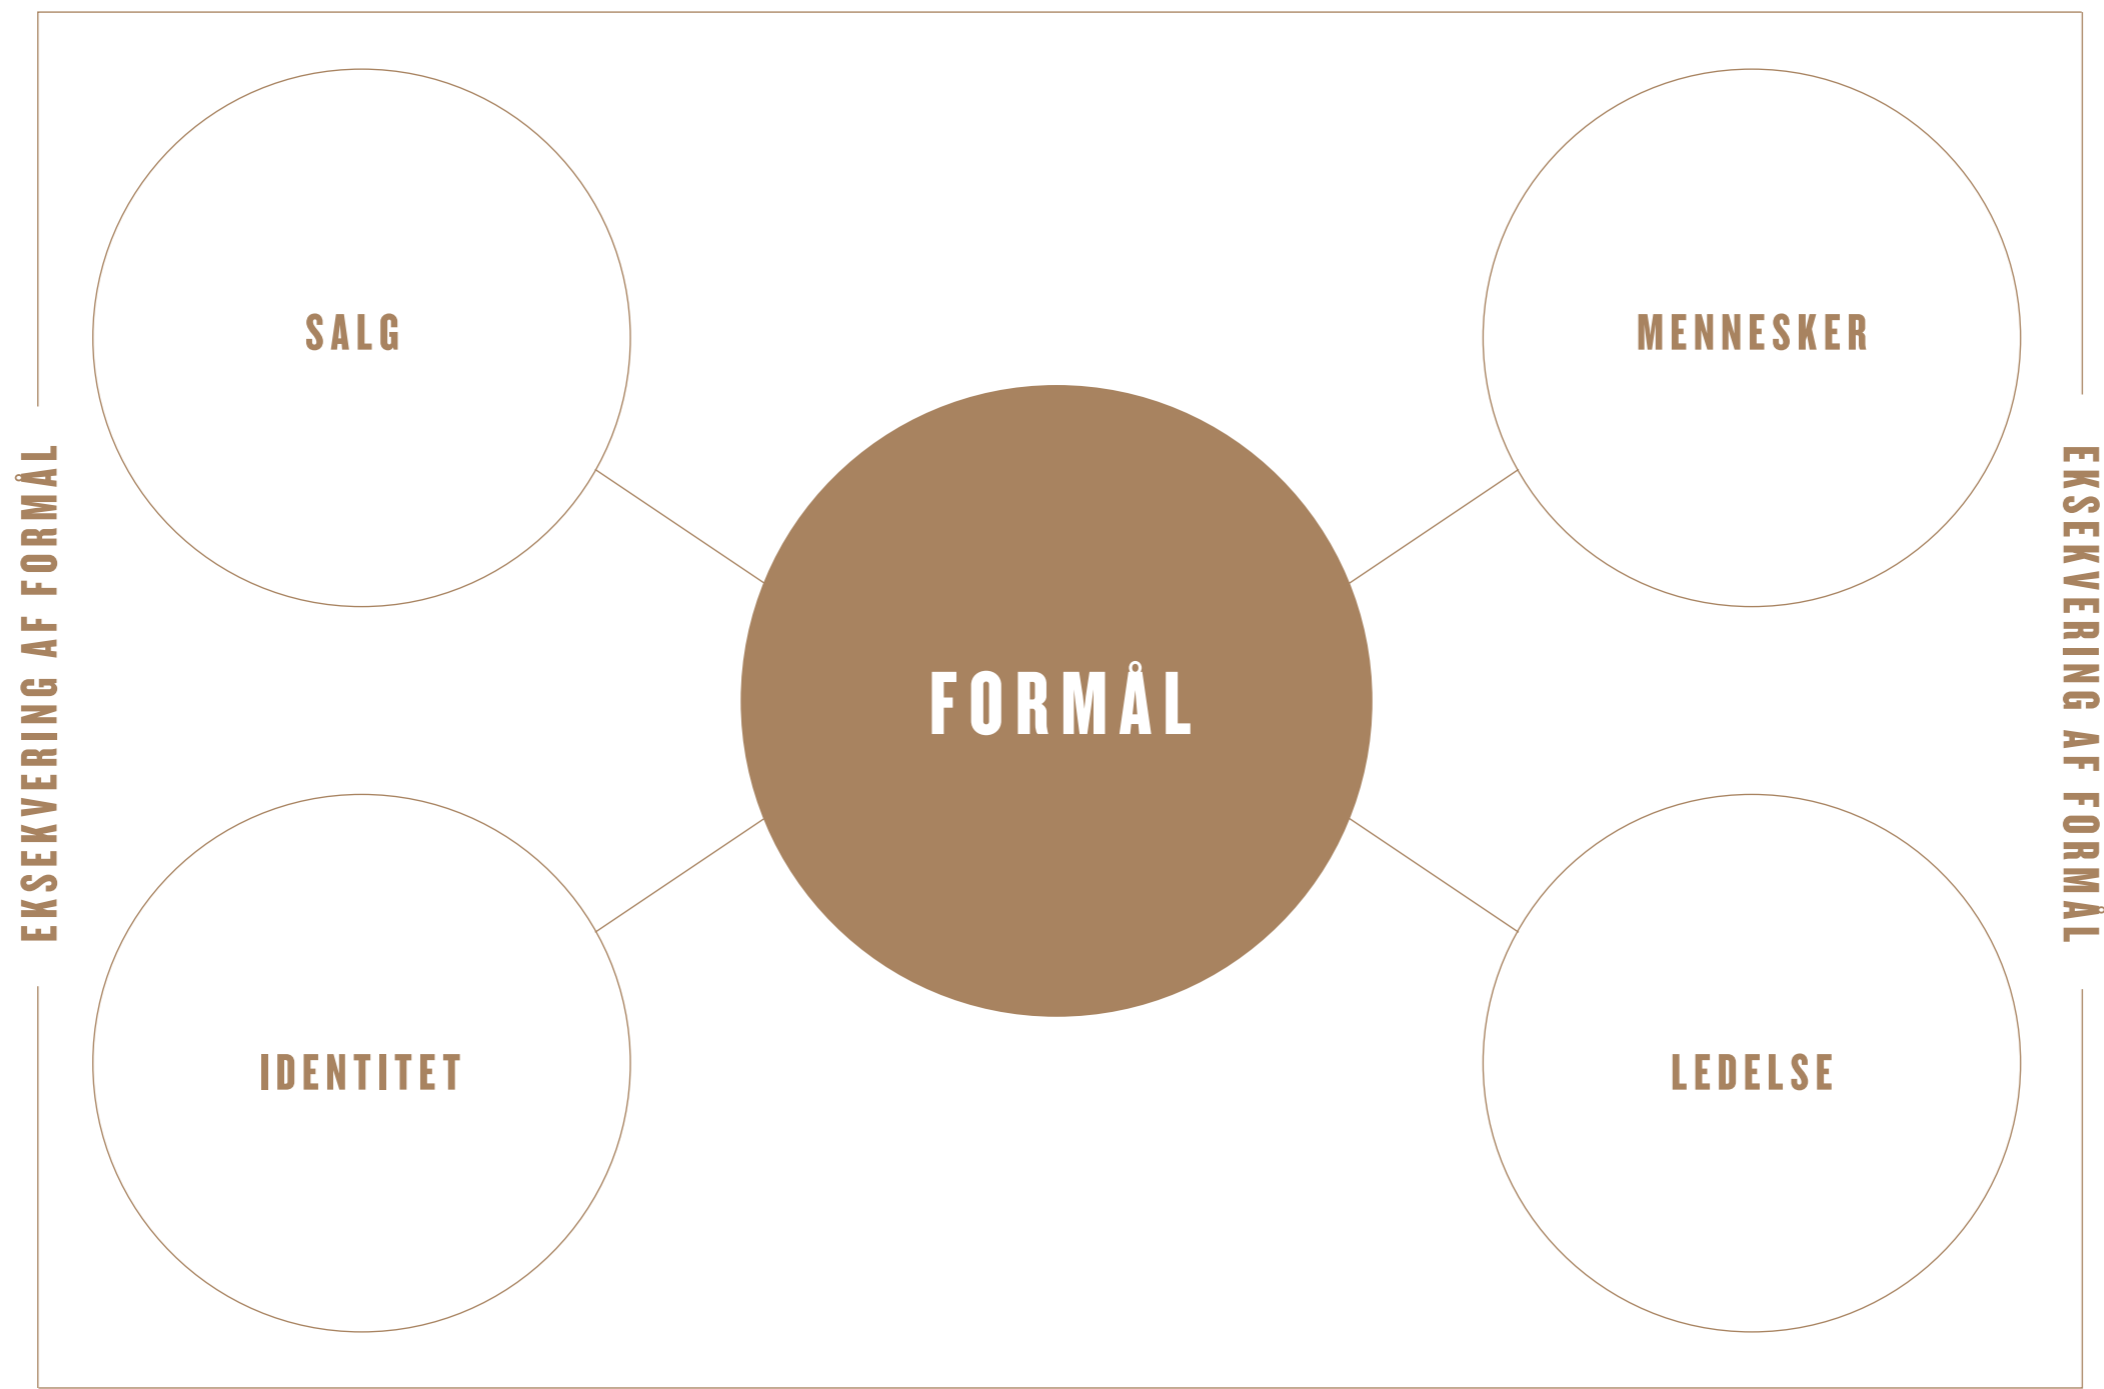 SALG
MENNESKER
EKSEKVERING AF FORMÅL
FORMÅL
EKSEKVERING AF FORMÅL
IDENTITET
LEDELSE